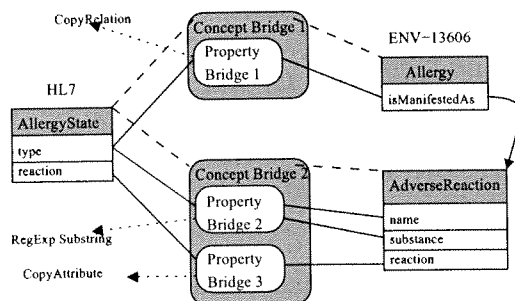 CopyRelation
Concept Bridge 1
Property
Bridge 1
ENV-13606
Allergy
isManifestedAs
HL7
AllergyState
type
reaction
Concept Bridge 2
Property
Bridge 2
AdverseReaction
name
substance
reaction
RegExp Substring
CopyAttribute
Property
Bridge 3